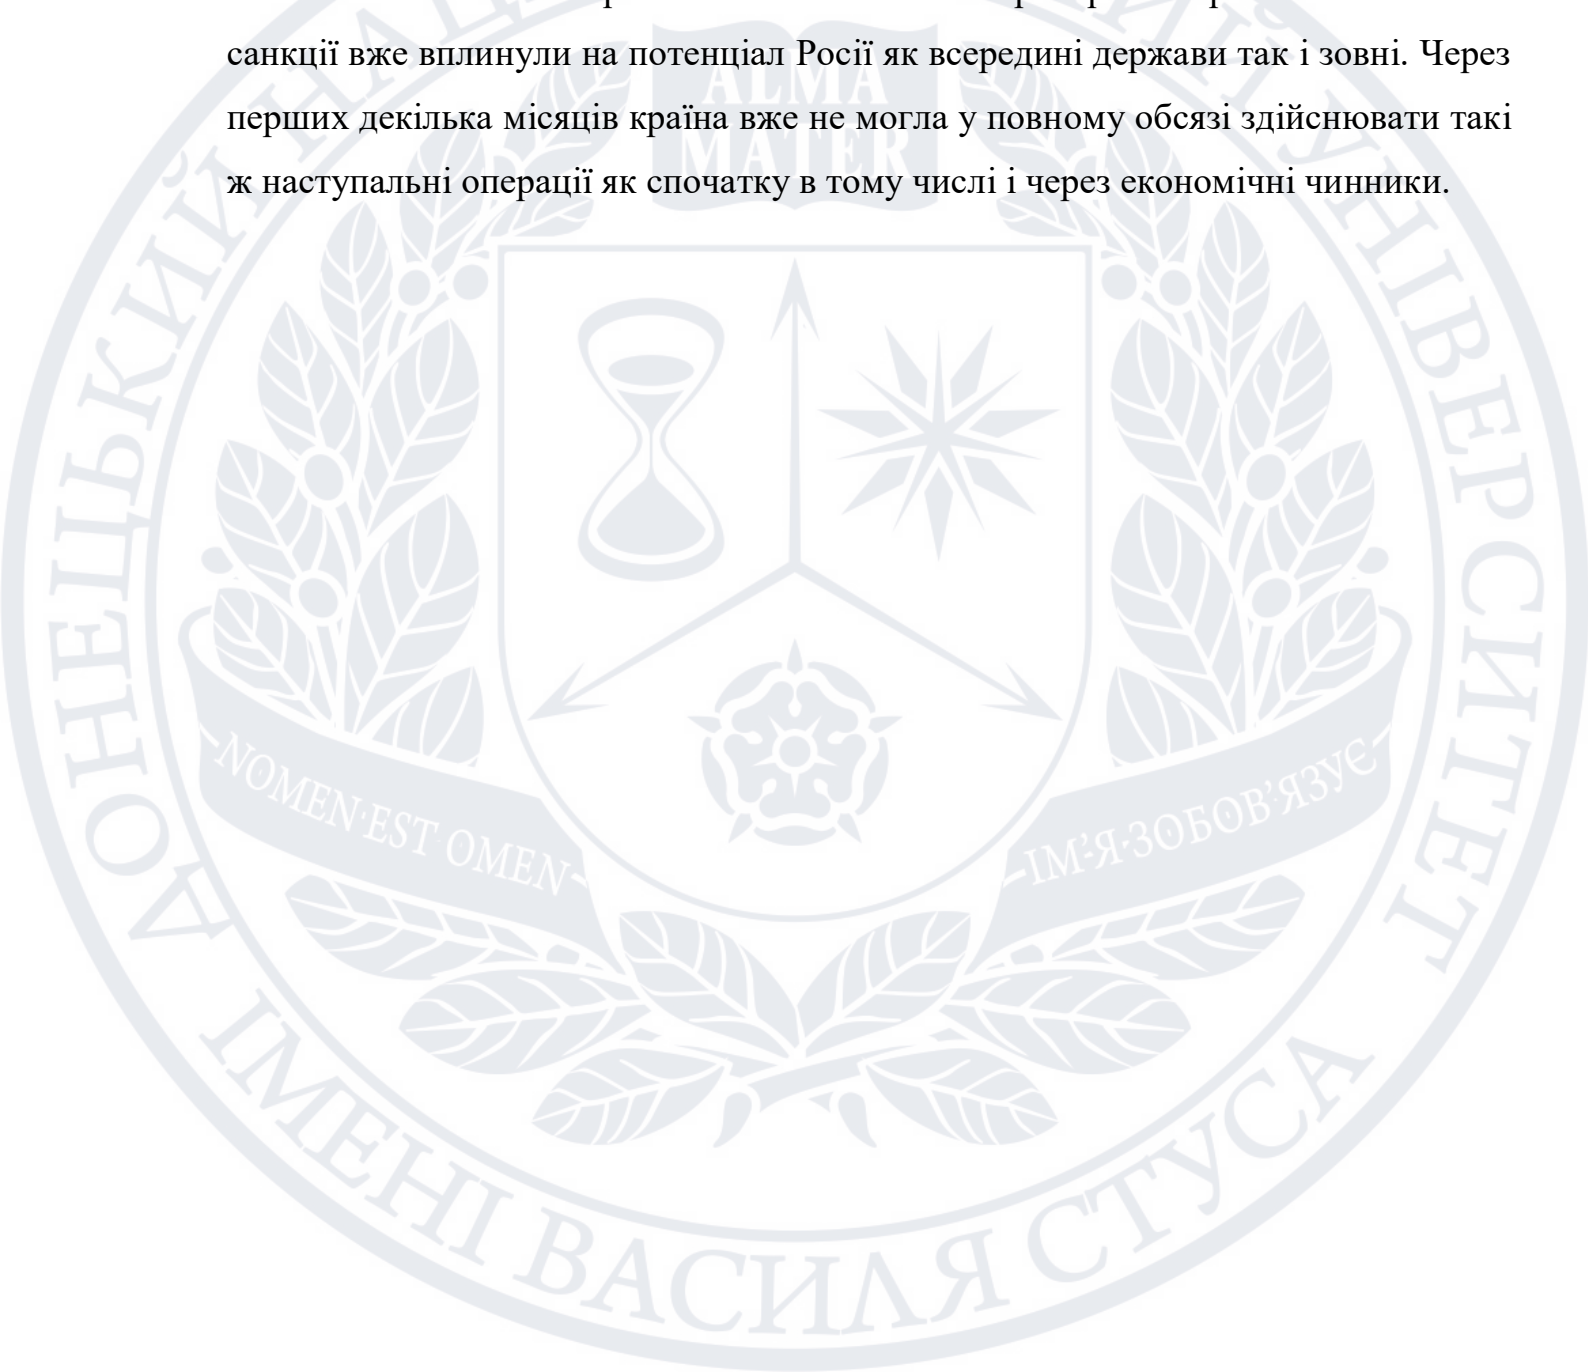 санкції вже вплинули на потенціал Росії як всередині держави так і зовні. Через
перших декілька місяців країна вже не могла у повному обсязі здійснювати такі
ж наступальні операції як спочатку в тому числі і через економічні чинники.
ALMA
MATER
NOMEN EST OMEN
ІМ'Я ЗОБОВ'ЯЗУЄ
ДОНЕЦЬКИЙ
УНІВЕРСИТЕТ
ІМЕНІ ВАСИЛЯ СТУСА